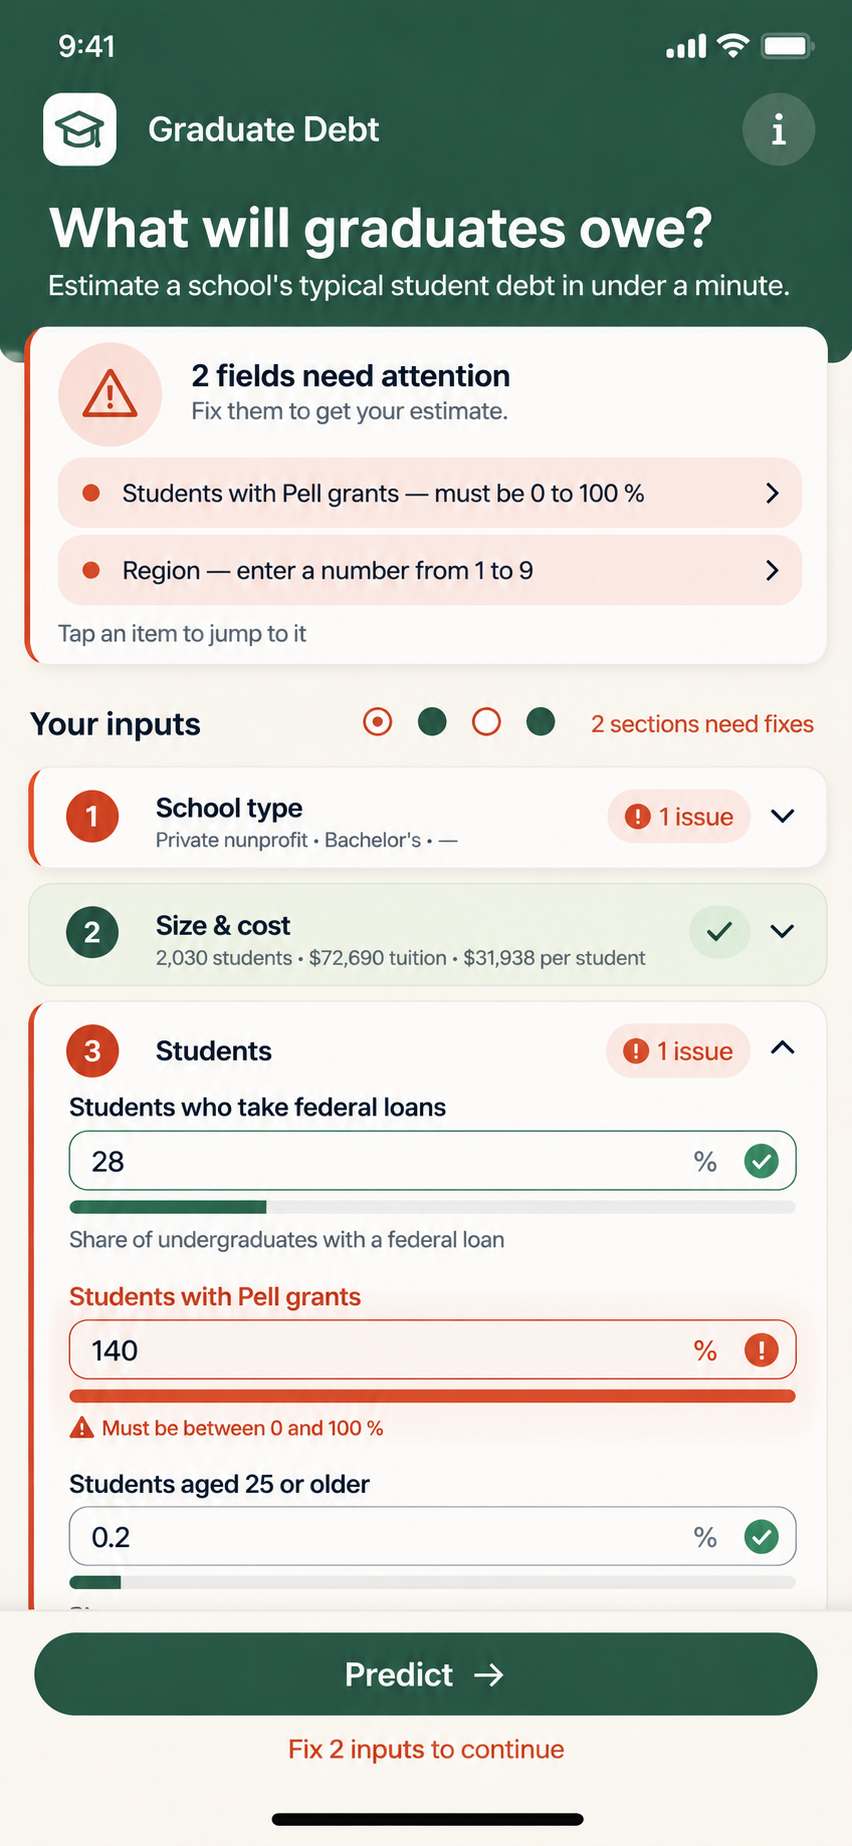 9:41
Graduate Debt
i
What will graduates owe?
Estimate a school's typical student debt in under a minute.
2 fields need attention
Fix them to get your estimate.
Students with Pell grants — must be 0 to 100 %
Region — enter a number from 1 to 9
Tap an item to jump to it
Your inputs
2 sections need fixes
1
School type
Private nunprofit • Bachelor's • —
1 issue
2
Size & cost
2,030 students • $72,690 tuition • $31,938 per student
3
Students
1 issue
Students who take federal loans
28 %
Share of undergraduates with a federal loan
Students with Pell grants
140 %
Must be between 0 and 100 %
Students aged 25 or older
0.2 %
Predict →
Fix 2 inputs to continue